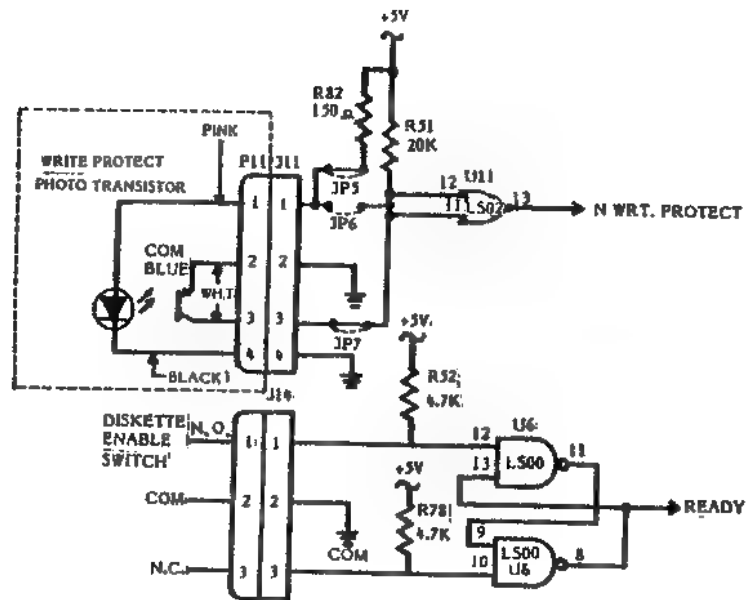 +5V
R82
150Ω
R51
20K
PINK
WRITE PROTECT
PHOTO TRANSISTOR
P11 J11
JP5
U11
12
11
LS02
13
N WRT. PROTECT
1 1
JP6
COM
BLUE
2 2
WHT
3 3
JP7
4 4
BLACK
+5V
R52
4.7K
J14
DISKETTE
ENABLE
SWITCH
N.O.
1 1
12
13
U6
LS00
11
+5V
READY
COM
2 2
COM
R78
4.7K
9
10
LS00
U6
8
N.C.
3 3